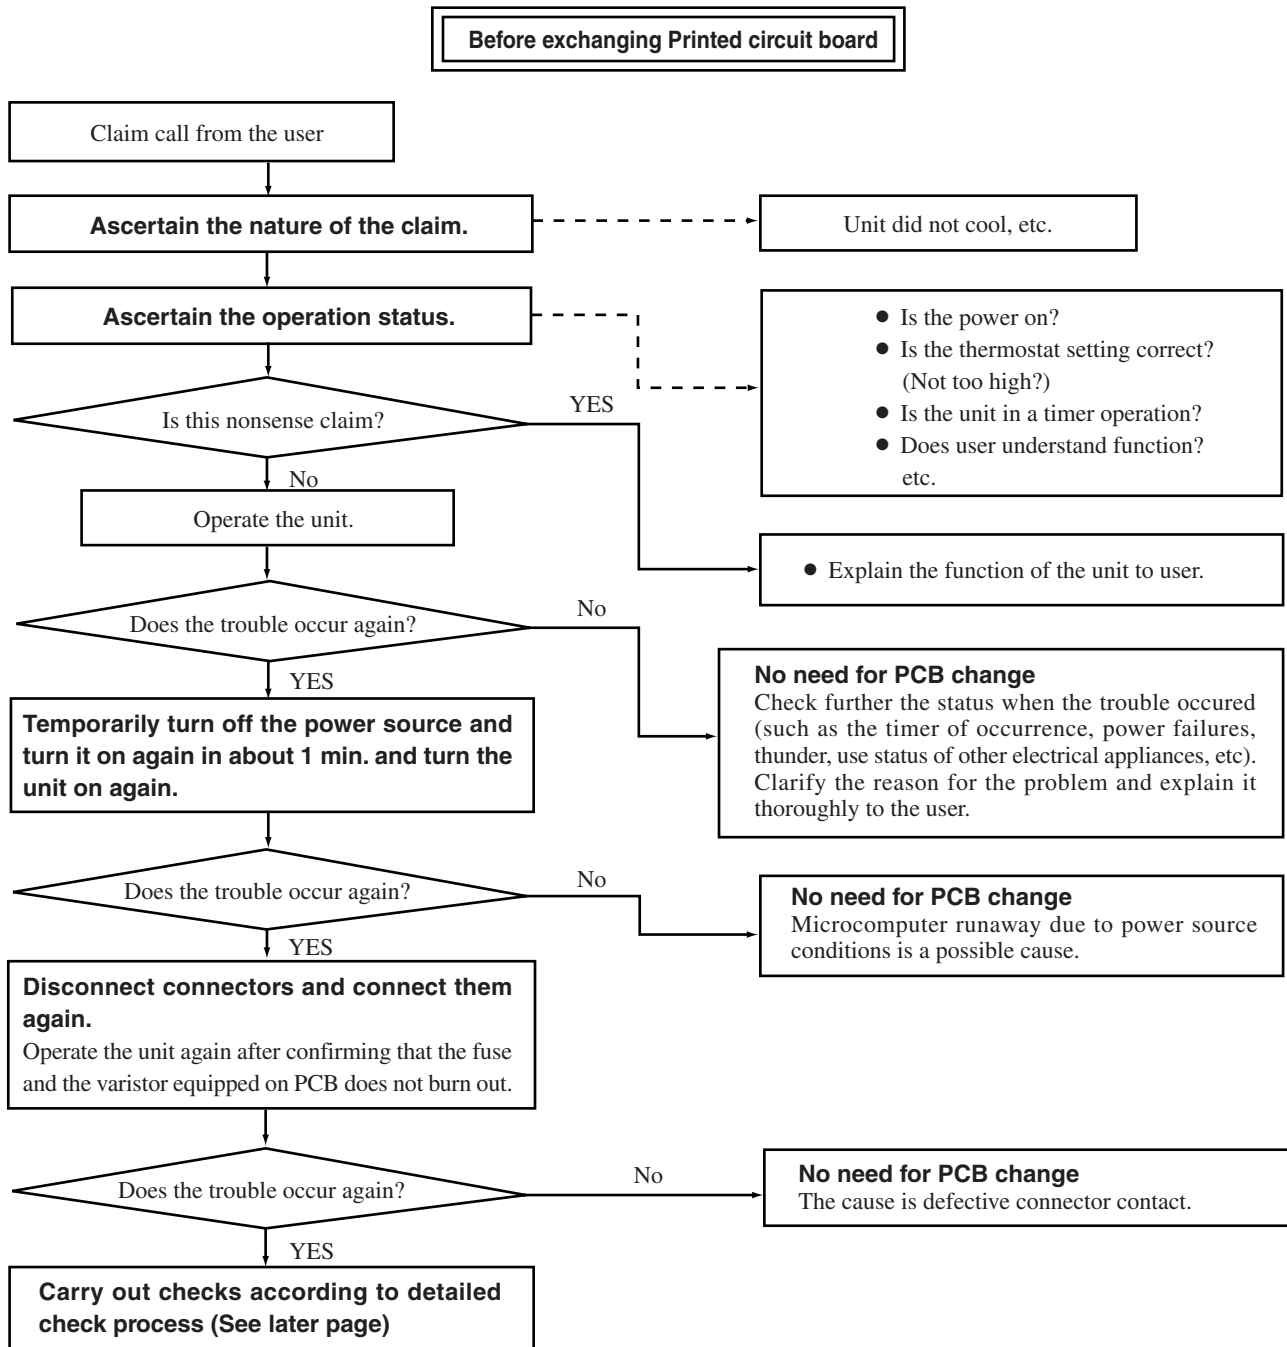 Before exchanging Printed circuit board
Claim call from the user
Ascertain the nature of the claim.
Unit did not cool, etc.
Ascertain the operation status.
● Is the power on?
● Is the thermostat setting correct?
(Not too high?)
● Is the unit in a timer operation?
● Does user understand function?
etc.
Is this nonsense claim?
YES
No
Operate the unit.
● Explain the function of the unit to user.
Does the trouble occur again?
No
YES
No need for PCB change
Check further the status when the trouble occured
(such as the timer of occurrence, power failures,
thunder, use status of other electrical appliances, etc).
Clarify the reason for the problem and explain it
thoroughly to the user.
Temporarily turn off the power source and
turn it on again in about 1 min. and turn the
unit on again.
Does the trouble occur again?
No
YES
No need for PCB change
Microcomputer runaway due to power source
conditions is a possible cause.
Disconnect connectors and connect them
again.
Operate the unit again after confirming that the fuse
and the varistor equipped on PCB does not burn out.
Does the trouble occur again?
No
YES
No need for PCB change
The cause is defective connector contact.
Carry out checks according to detailed
check process (See later page)